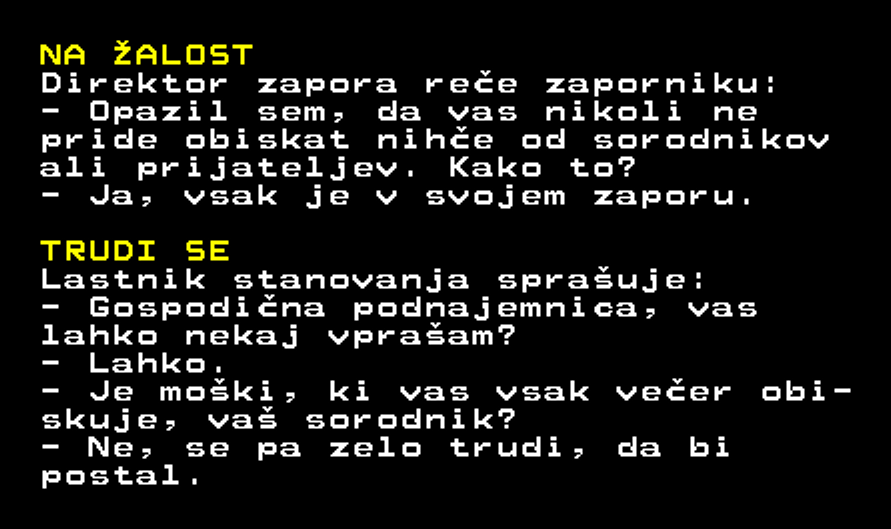 NA ŽALOST
Direktor zapora reče zaporniku:
- Opazil sem, da vas nikoli ne
pride obiskat nihče od sorodnikov
ali prijateljev. Kako to?
- Ja, vsak je v svojem zaporu.
TRUDI SE
Lastnik stanovanja sprašuje:
- Gospodična podnajemnica, vas
lahko nekaj vprašam?
- Lahko.
- Je moški, ki vas vsak večer obi-
skuje, vaš sorodnik?
- Ne, se pa zelo trudi, da bi
postal.